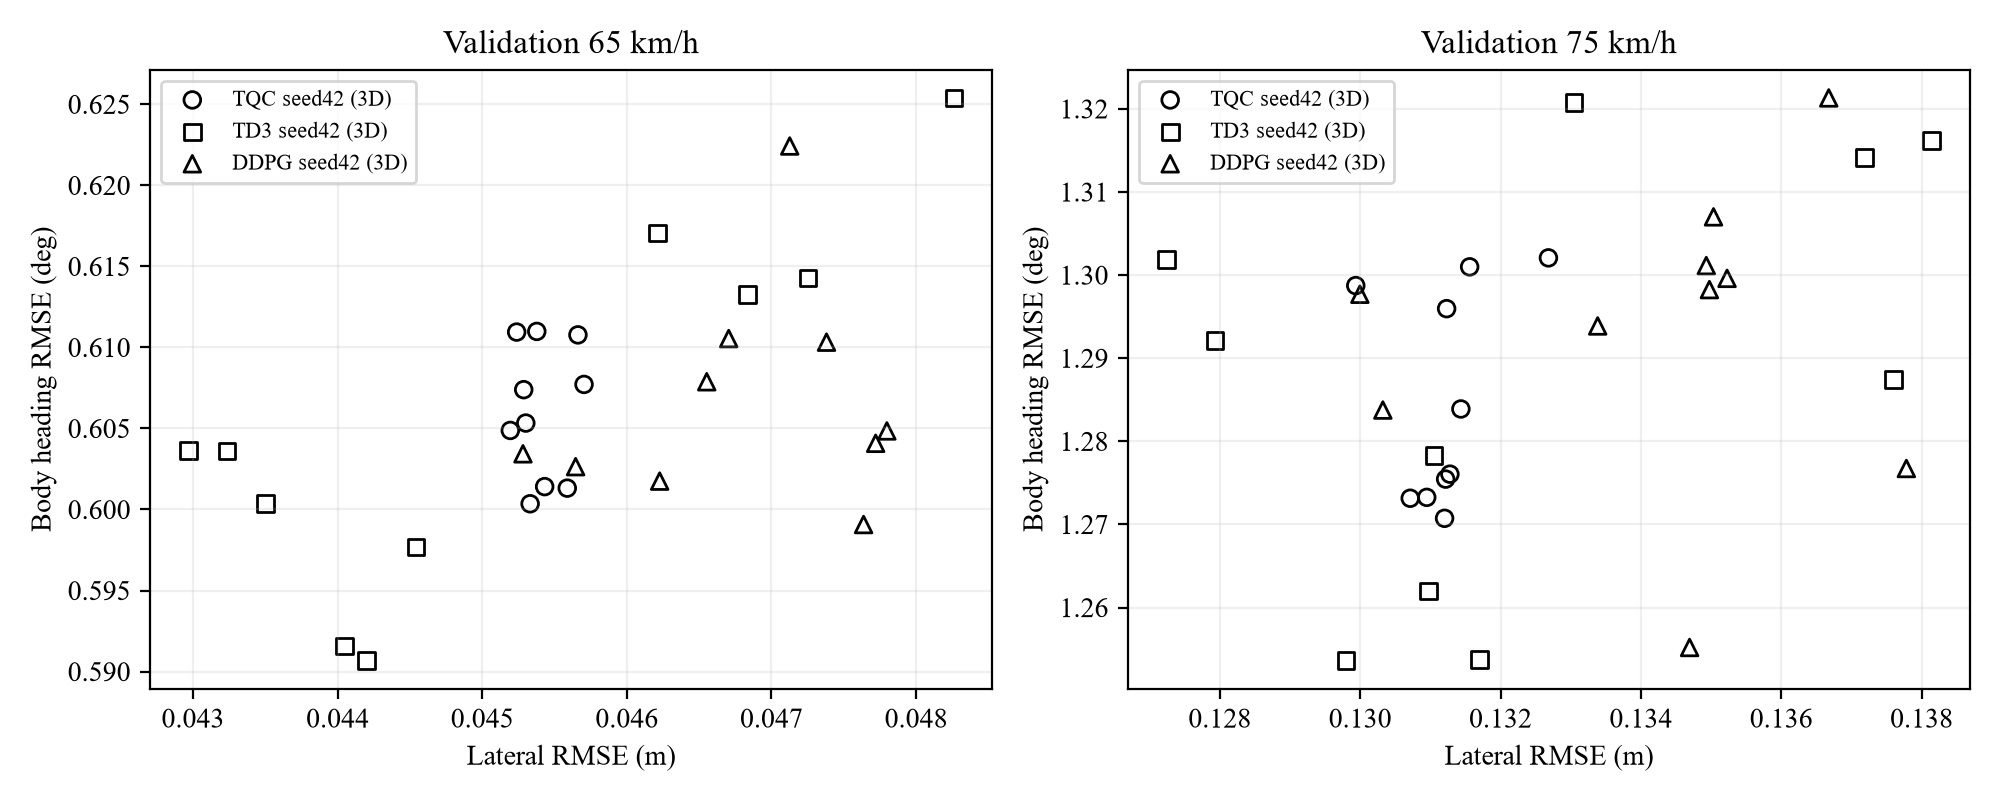 Validation 65 km/h
TQC seed42 (3D)
TD3 seed42 (3D)
DDPG seed42 (3D)
Body heading RMSE (deg)
0.625
0.620
0.615
0.610
0.605
0.600
0.595
0.590
0.043 0.044 0.045 0.046 0.047 0.048
Lateral RMSE (m)
Validation 75 km/h
TQC seed42 (3D)
TD3 seed42 (3D)
DDPG seed42 (3D)
Body heading RMSE (deg)
1.32
1.31
1.30
1.29
1.28
1.27
1.26
0.128 0.130 0.132 0.134 0.136 0.138
Lateral RMSE (m)